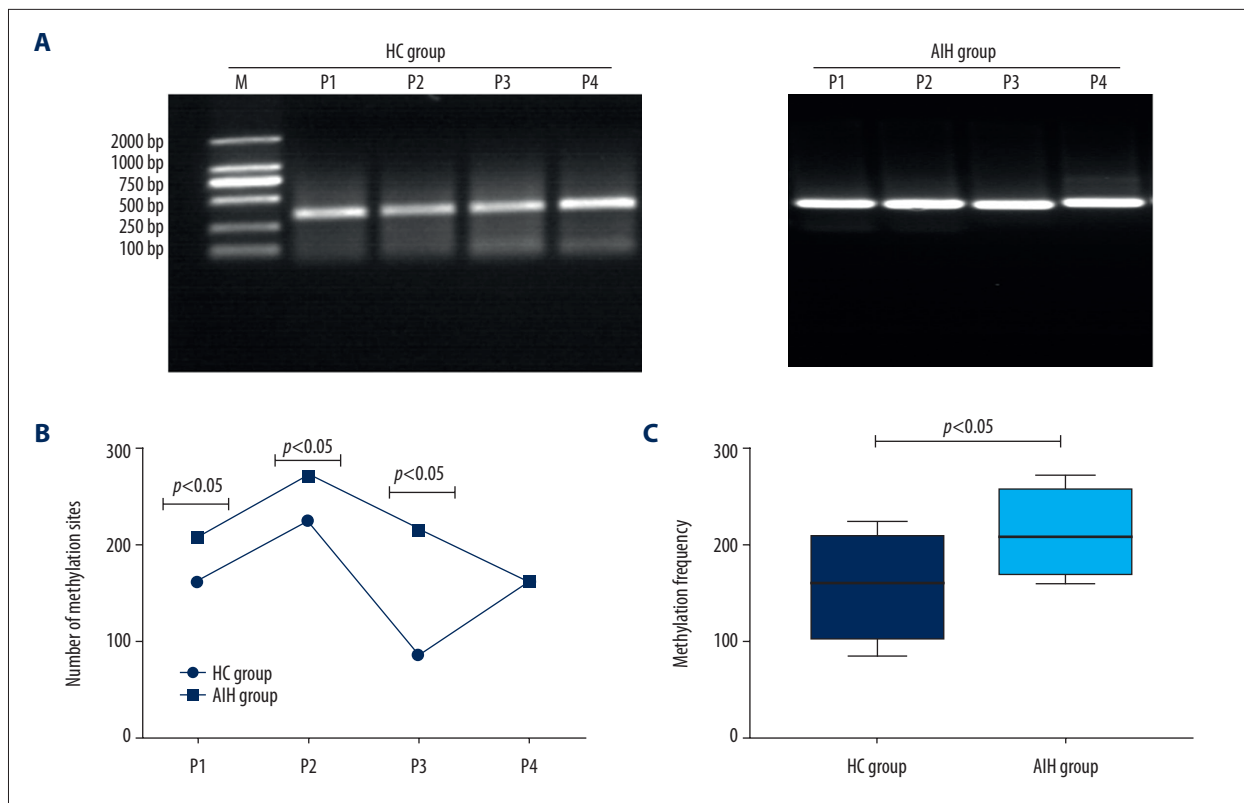 A
HC group
AIH group
M P1 P2 P3 P4
P1 P2 P3 P4
2000 bp
1000 bp
750 bp
500 bp
250 bp
100 bp
B
300
200
100
0
Number of methylation sites
p<0.05
p<0.05
p<0.05
HC group
AIH group
P1 P2 P3 P4
C
300
200
100
0
Methylation frequency
p<0.05
HC group AIH group